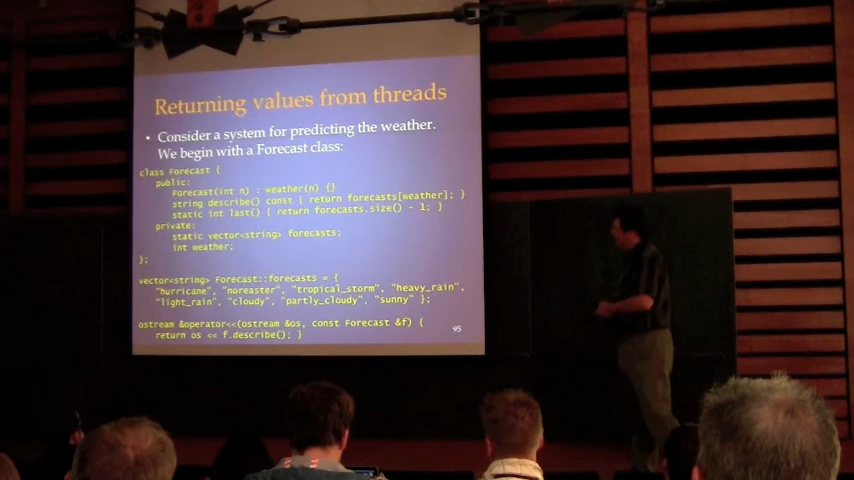 Returning values from threads
• Consider a system for predicting the weather.
We begin with a Forecast class:
class Forecast {
public:
Forecast(int n) : weather(n) {}
string describe() const { return forecasts[weather]; }
static int last() { return forecasts.size() - 1; }
private:
static vector<string> forecasts;
int weather;
};
vector<string> Forecast::forecasts = {
"hurricane", "noreaster", "tropical_storm", "heavy_rain",
"light_rain", "cloudy", "partly_cloudy", "sunny" };
ostream &operator<<(ostream &os, const Forecast &f) {
return os << f.describe(); }
95